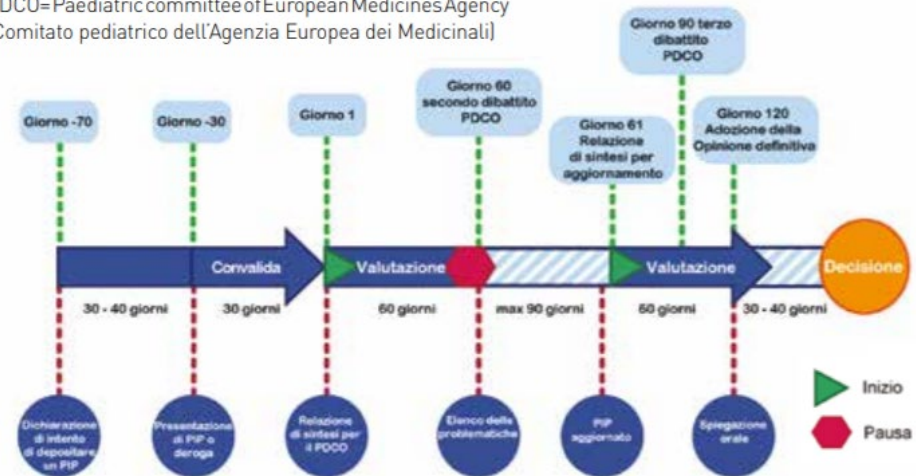 DCO=Paediatric committee of European Medicines Agency
Comitato pediatrico dell'Agenzia Europea dei Medicinali)
Giorno -70
Giorno -30
Giorno 1
Giorno 60
secondo dibattito
PDCO
Giorno 61
Relazione
di sintesi per
aggiornamento
Giorno 90 terzo
dibattito
PDCO
Giorno 120
Adozione della
Opinione definitiva
Convalida
Valutazione
Valutazione
Decisione
30 - 40 giorni
30 giorni
60 giorni
max 90 giorni
60 giorni
30 - 40 giorni
Dichiarazione
di intento
di depositare
un PIP
Presentazione
di PIP o
deroga
Relazione
di sintesi per
il PDCO
Elenco delle
problematiche
PIP
aggiornato
Spiegazione
orale
Inizio
Pausa